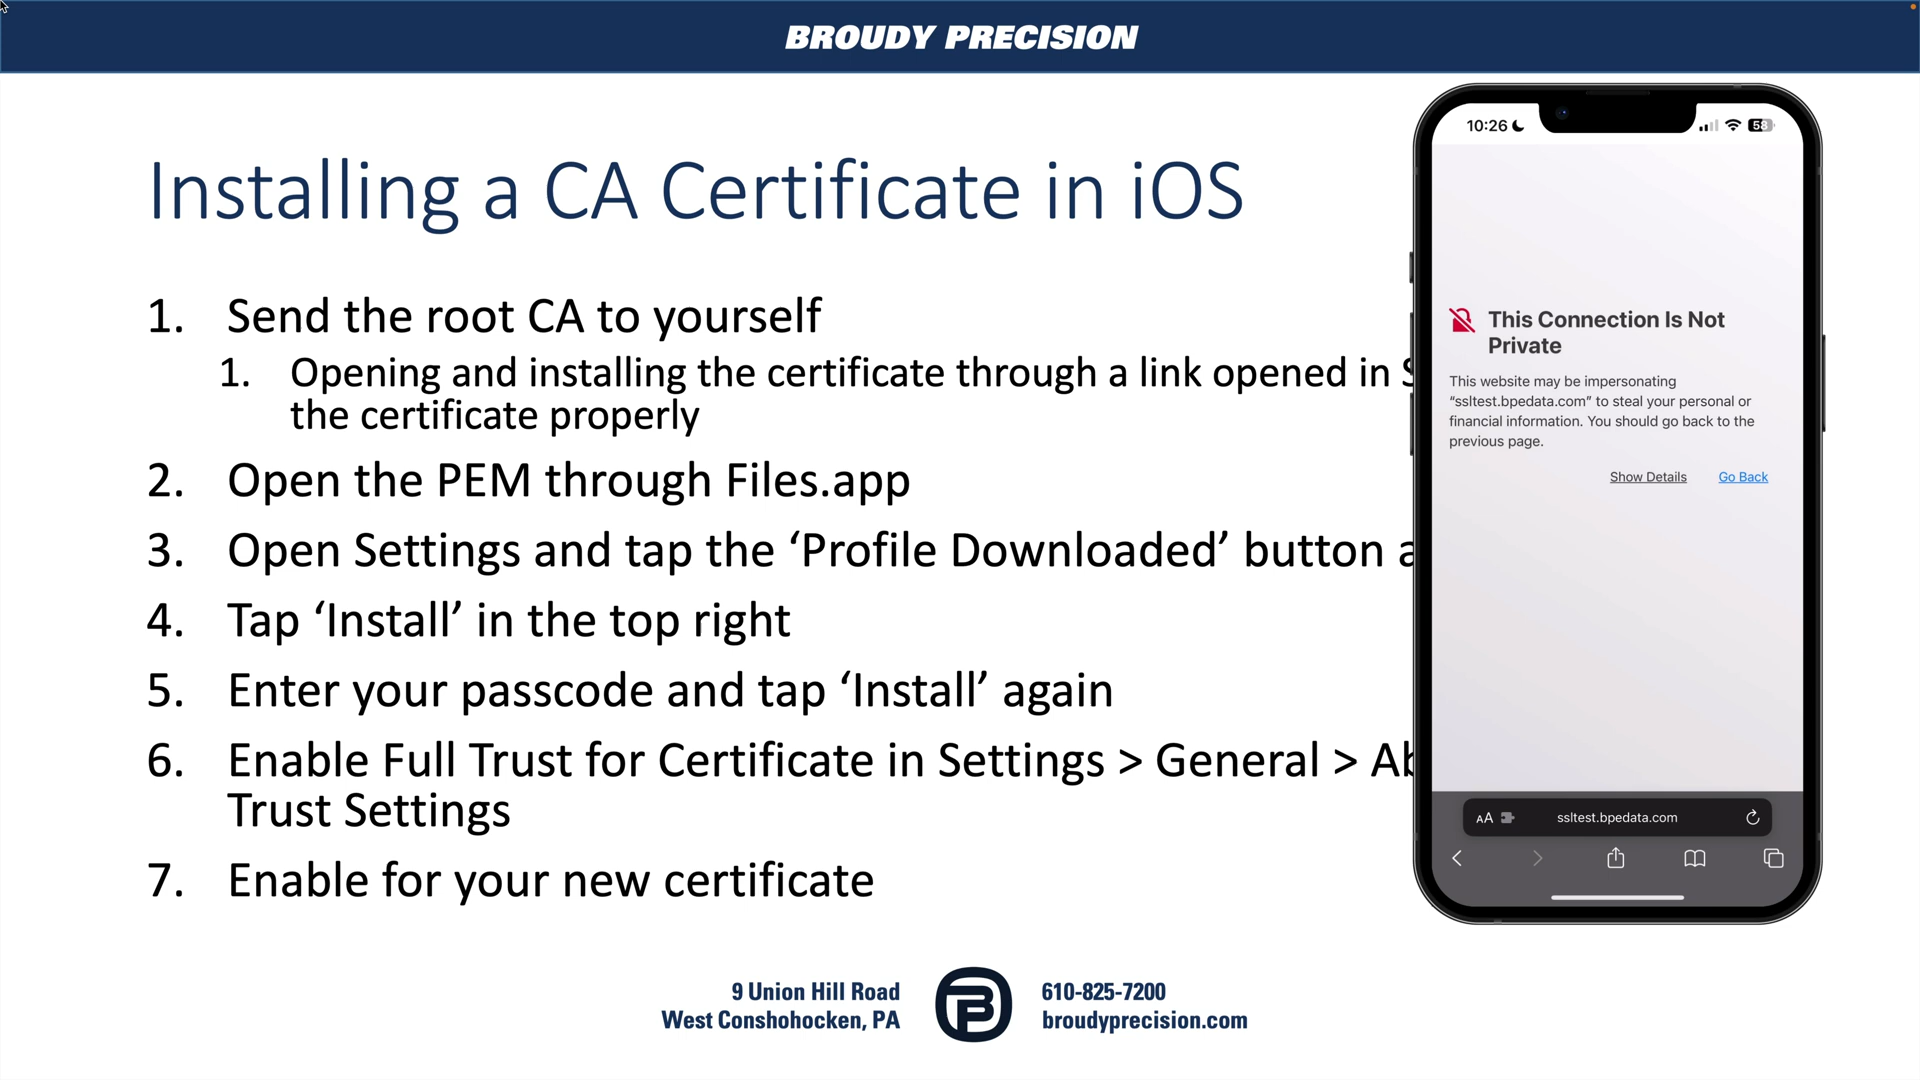 BROUDY PRECISION
Installing a CA Certificate in iOS
1. Send the root CA to yourself
1. Opening and installing the certificate through a link opened in
the certificate properly
2. Open the PEM through Files.app
3. Open Settings and tap the ‘Profile Downloaded’ button
4. Tap ‘Install’ in the top right
5. Enter your passcode and tap ‘Install’ again
6. Enable Full Trust for Certificate in Settings > General >
Trust Settings
7. Enable for your new certificate
10:26
58
This Connection Is Not
Private
This website may be impersonating
“ssltest.bpedata.com” to steal your personal or
financial information. You should go back to the
previous page.
Show Details Go Back
AA ssltest.bpedata.com
9 Union Hill Road
West Conshohocken, PA
610-825-7200
broudyprecision.com